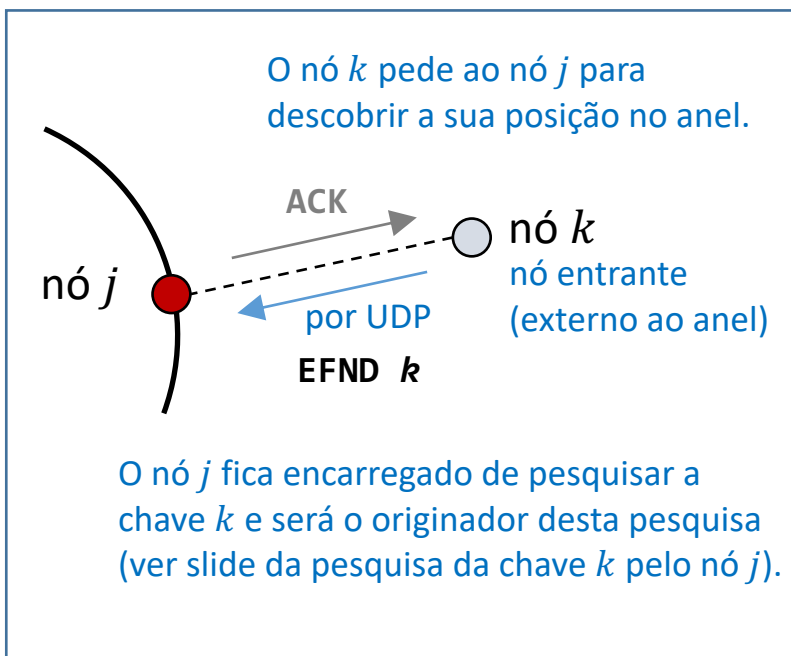 O nó k pede ao nó j para
descobrir a sua posição no anel.
ACK
nó k
nó j
nó entrante
(externo ao anel)
por UDP
EFND k
O nó j fica encarregado de pesquisar a
chave k e será o originador desta pesquisa
(ver slide da pesquisa da chave k pelo nó j).